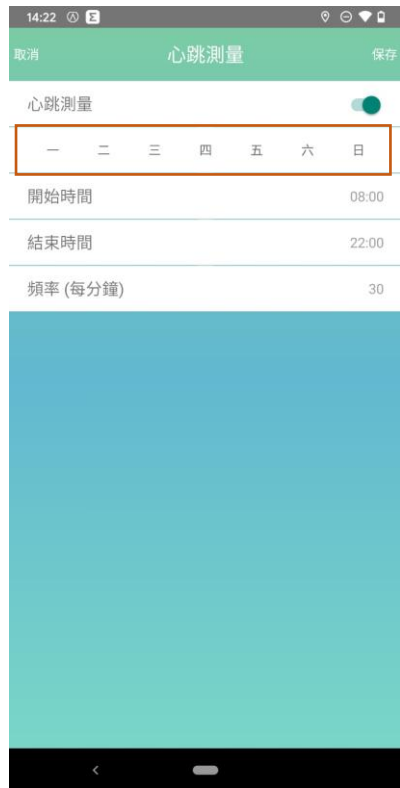 14:22
取消 心跳測量 保存
心跳測量
一 二 三 四 五 六 日
開始時間 08:00
結束時間 22:00
頻率 (每分鐘) 30